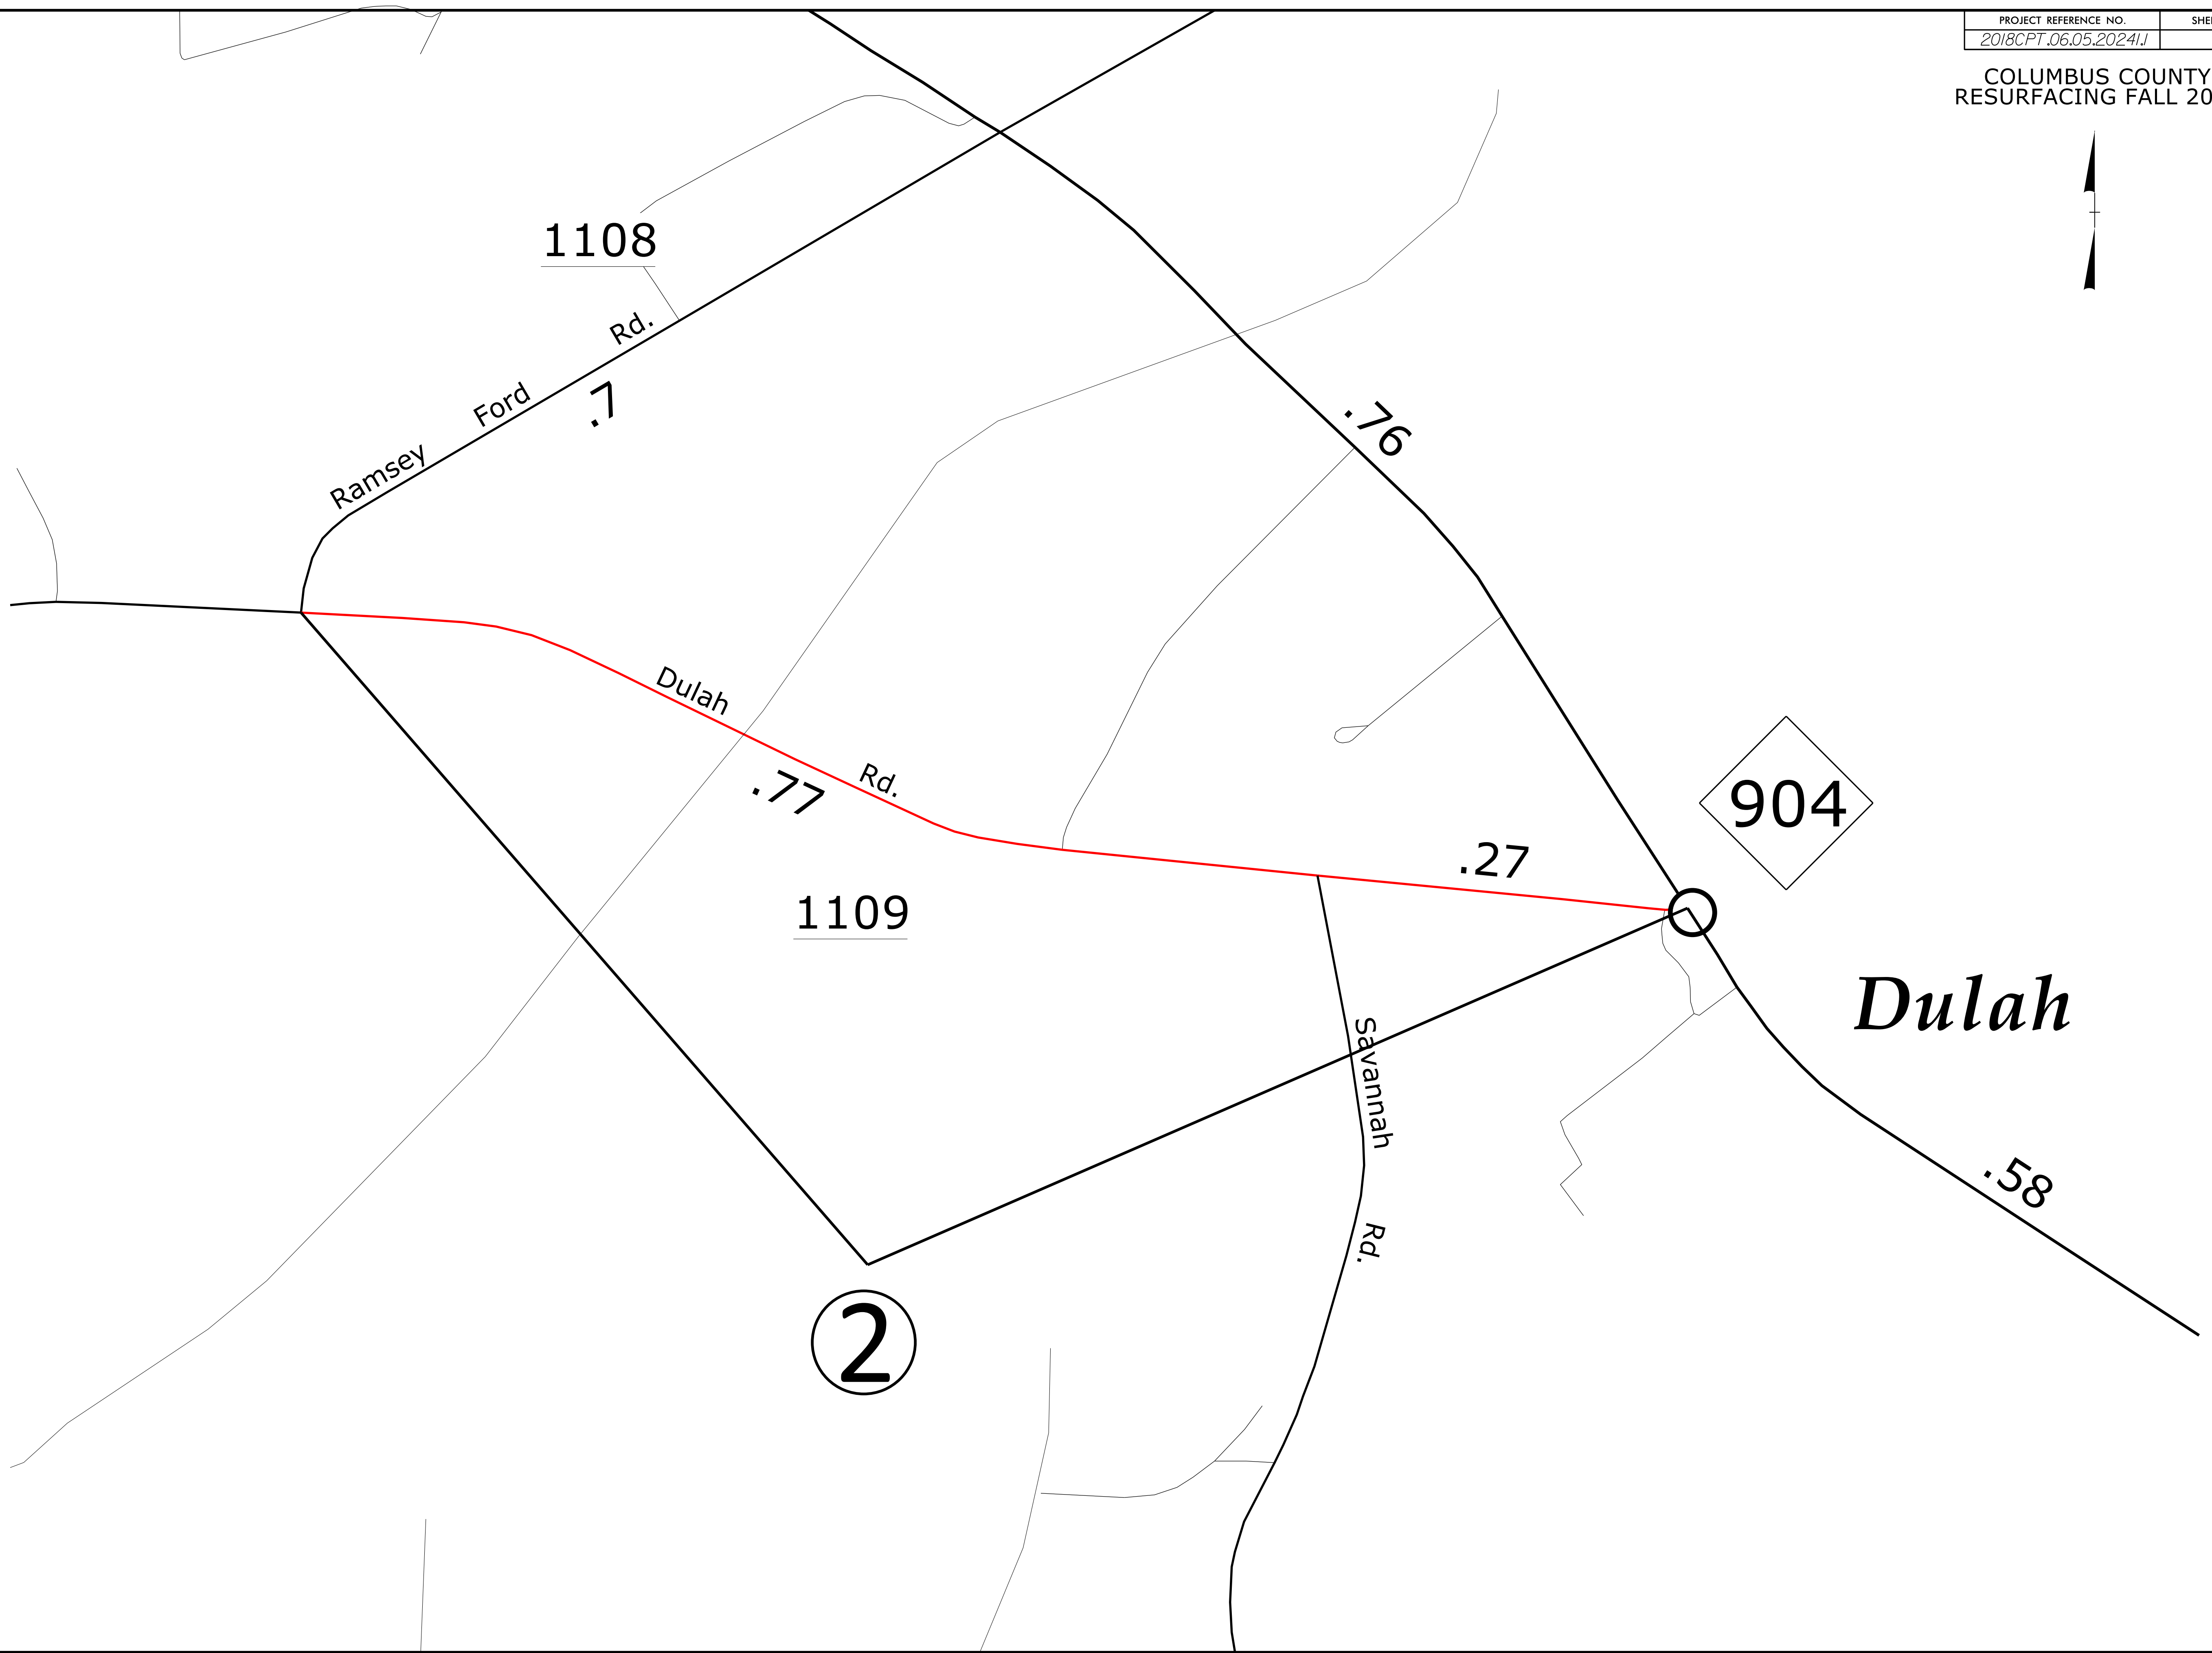 PROJECT REFERENCE NO.
2018CPT.06.05.20241.1
COLUMBUS COUNTY
RESURFACING FALL
1108
Ramsey Ford Rd.
.7
.76
Dulah Rd.
.77
904
.27
1109
Dulah
Savannah Rd.
.58
2